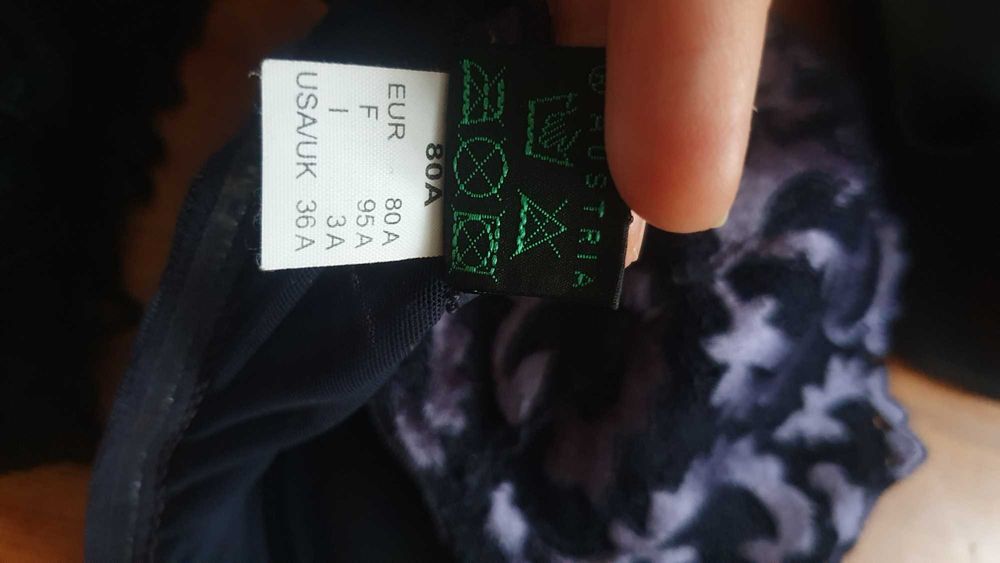 AUSTRIA
80A
EUR 80A
F 95A
I 3A
USA/UK 36A